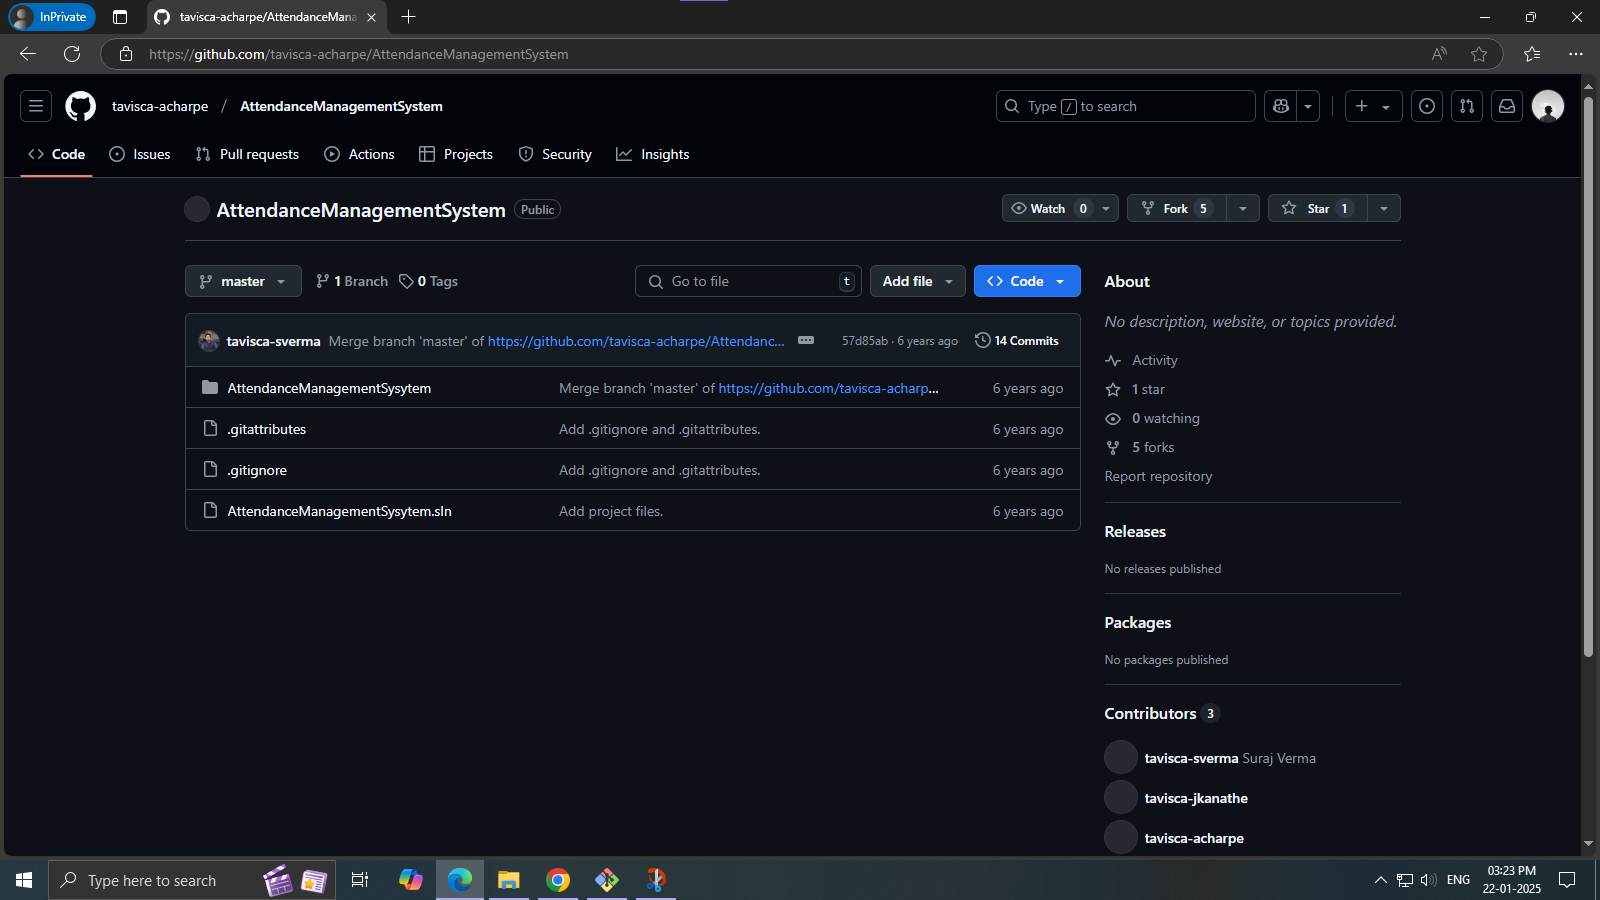 InPrivate
tavisca-acharpe/AttendanceMana
https://github.com/tavisca-acharpe/AttendanceManagementSystem
tavisca-acharpe / AttendanceManagementSystem
Type / to search
Code Issues Pull requests Actions Projects Security Insights
AttendanceManagementSystem Public
Watch 0 Fork 5 Star 1
master 1 Branch 0 Tags Go to file t Add file Code
tavisca-sverma Merge branch 'master' of https://github.com/tavisca-acharpe/Attendanc... 57d85ab · 6 years ago 14 Commits
AttendanceManagementSysytem Merge branch 'master' of https://github.com/tavisca-acharp... 6 years ago
.gitattributes Add .gitignore and .gitattributes. 6 years ago
.gitignore Add .gitignore and .gitattributes. 6 years ago
AttendanceManagementSysytem.sln Add project files. 6 years ago
About
No description, website, or topics provided.
Activity
1 star
0 watching
5 forks
Report repository
Releases
No releases published
Packages
No packages published
Contributors 3
tavisca-sverma Suraj Verma
tavisca-jkanathe
tavisca-acharpe
Type here to search
ENG
03:23 PM
22-01-2025